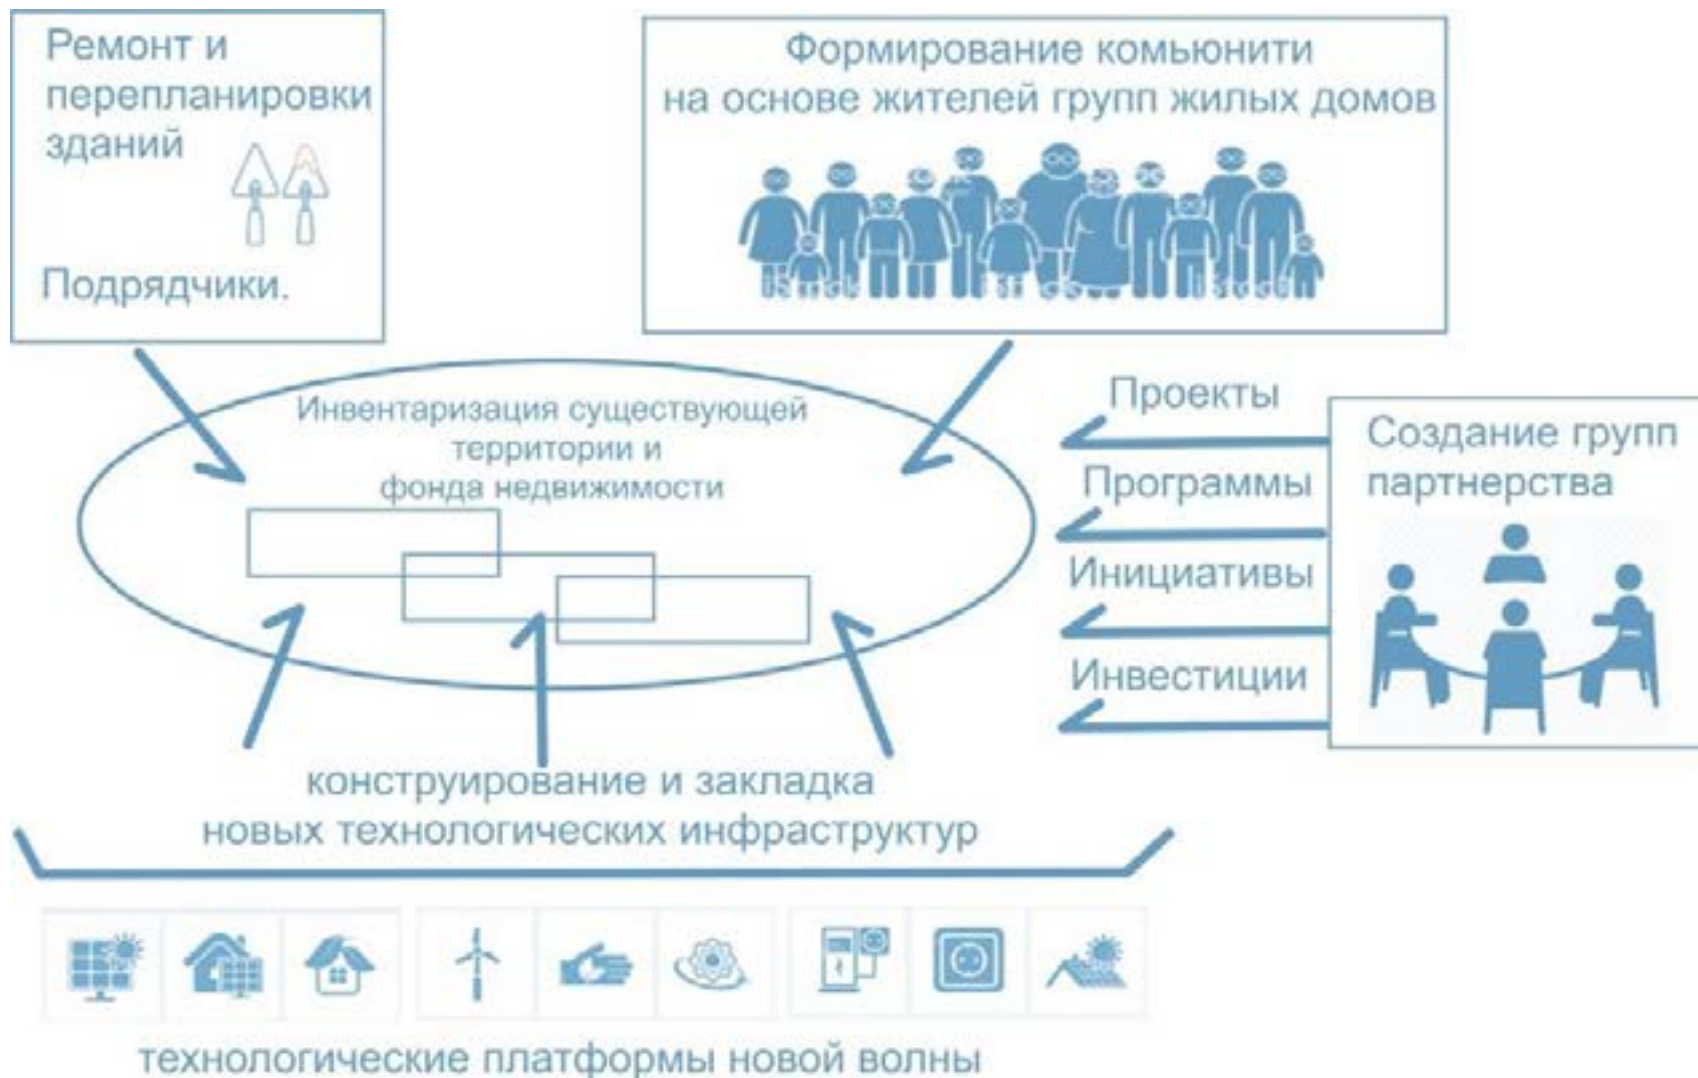 Ремонт и
перепланировки
зданий
Подрядчики.
Формирование комьюнити
на основе жителей групп жилых домов
Инвентаризация существующей
территории и
фонда недвижимости
Проекты
Программы
Инициативы
Инвестиции
Создание групп
партнерства
конструирование и закладка
новых технологических инфраструктур
технологические платформы новой волны